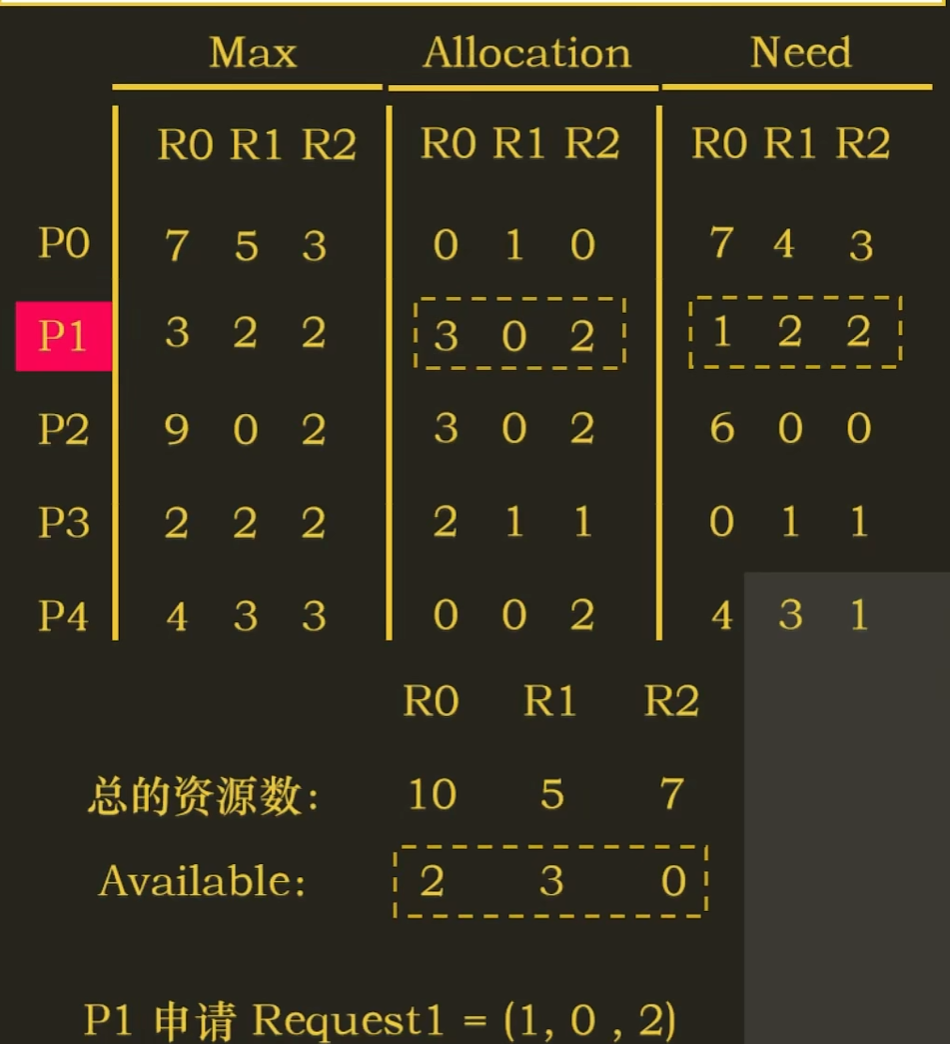 Max Allocation Need
R0 R1 R2 R0 R1 R2 R0 R1 R2
P0 7 5 3 0 1 0 7 4 3
P1 3 2 2 3 0 2 1 2 2
P2 9 0 2 3 0 2 6 0 0
P3 2 2 2 2 1 1 0 1 1
P4 4 3 3 0 0 2 4 3 1
R0 R1 R2
总的资源数: 10 5 7
Available: 2 3 0
P1 申请 Request1 = (1, 0 , 2)